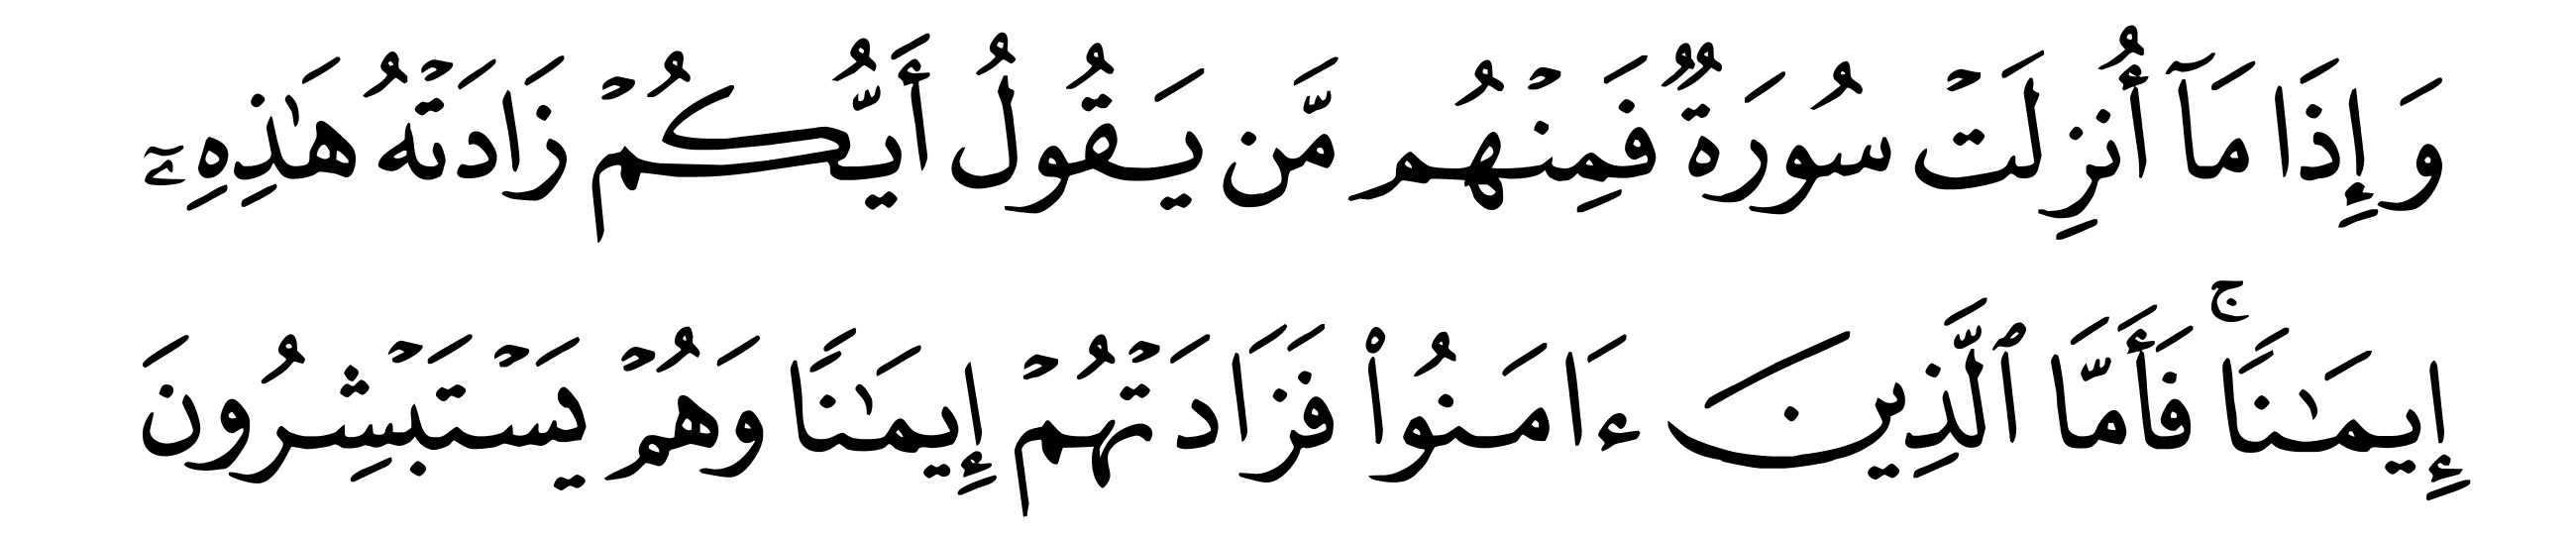 وَإِذَا مَآ أُنزِلَتۡ سُورَةٞ فَمِنۡهُم مَّن يَقُولُ أَيُّكُمۡ زَادَتۡهُ هَٰذِهِۦٓ
إِيمَٰنٗاۚ فَأَمَّا ٱلَّذِينَ ءَامَنُواْ فَزَادَتۡهُمۡ إِيمَٰنٗا وَهُمۡ يَسۡتَبۡشِرُونَ